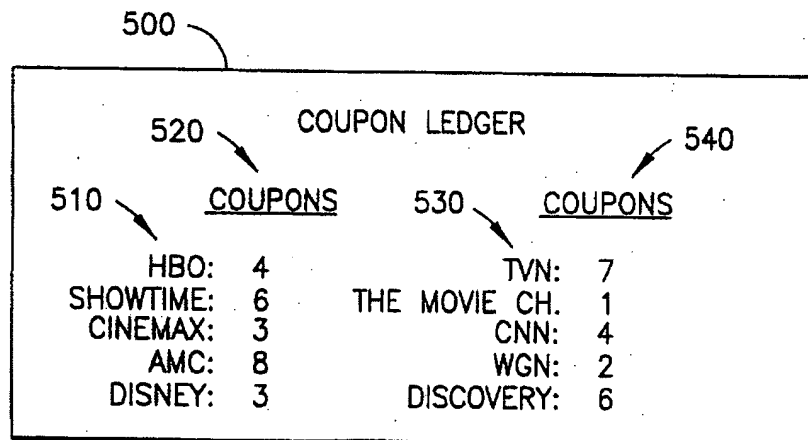 500
COUPON LEDGER
520
540
COUPONS
COUPONS
510
530
HBO: 4
SHOWTIME: 6
CINEMAX: 3
AMC: 8
DISNEY: 3
TVN: 7
THE MOVIE CH. 1
CNN: 4
WGN: 2
DISCOVERY: 6